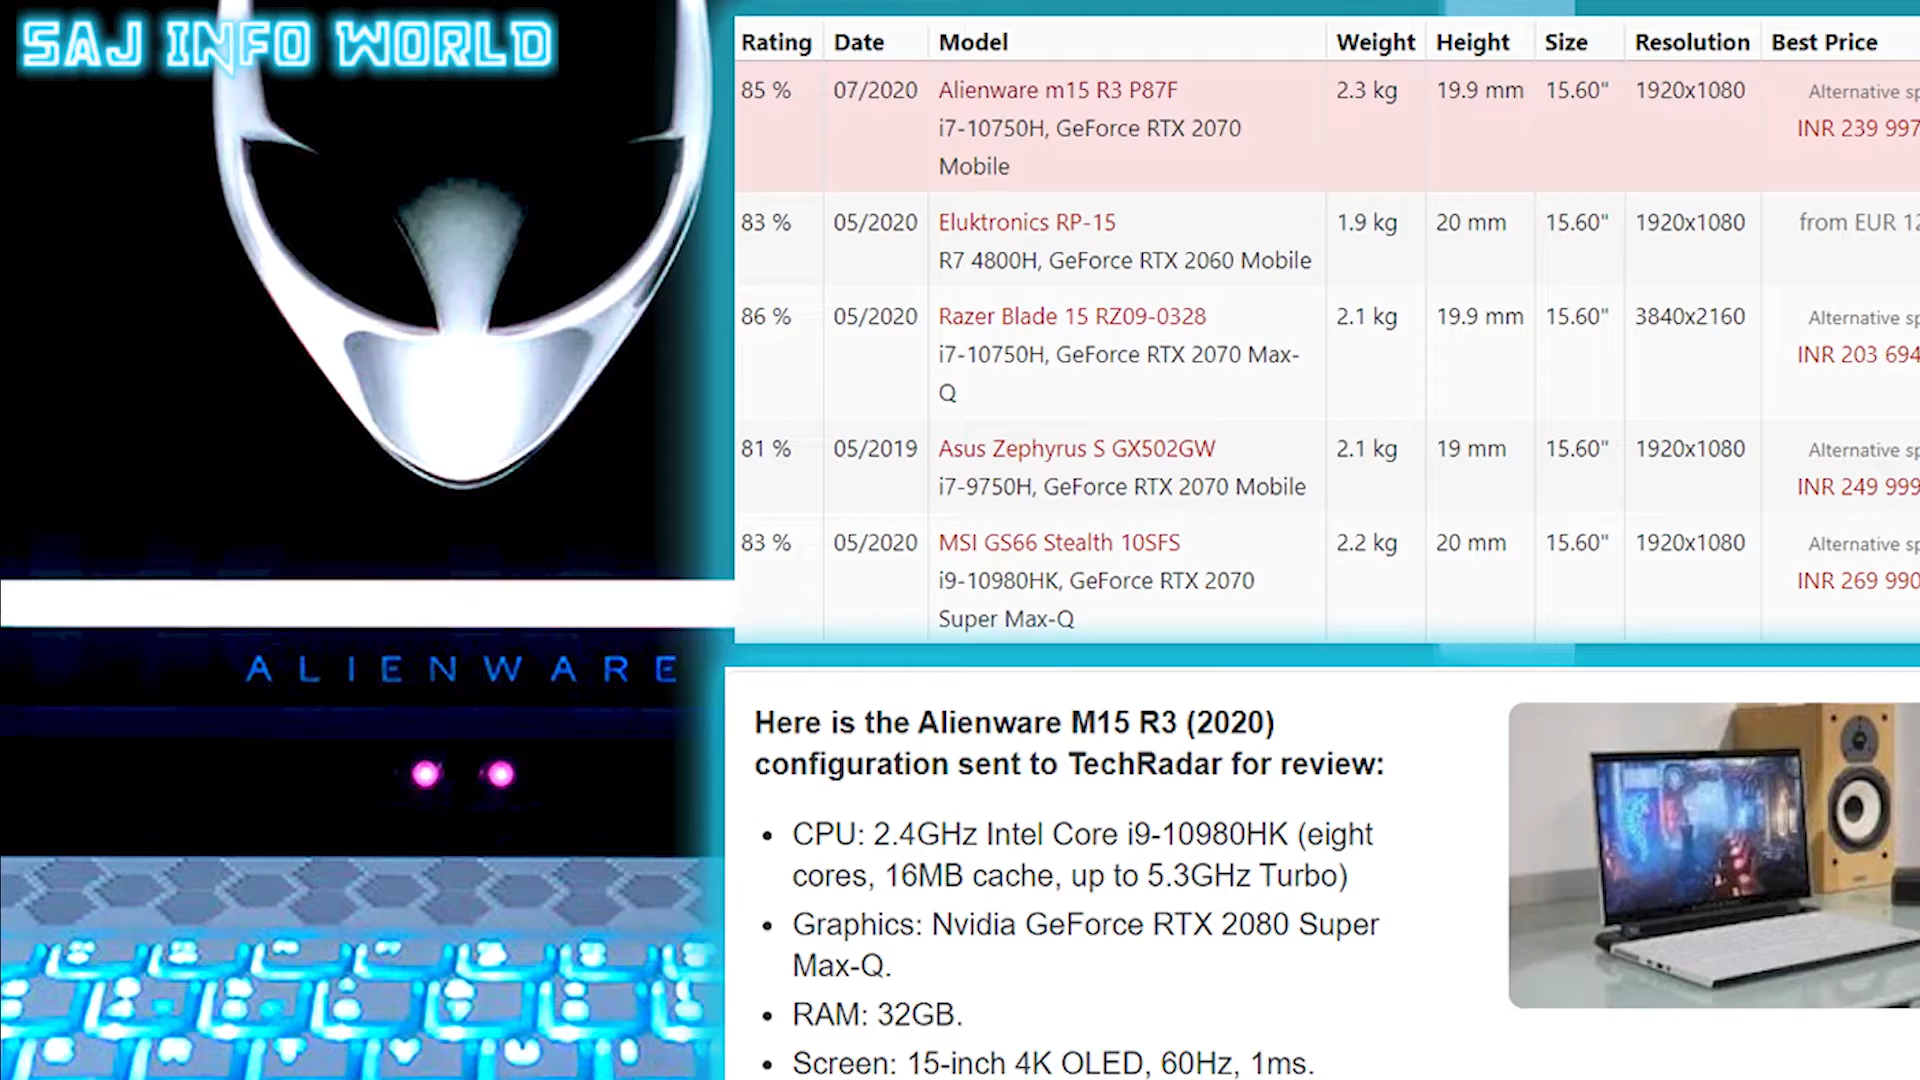 SAJ INFO WORLD
Rating Date Model Weight Height Size Resolution Best Price
85 % 07/2020 Alienware m15 R3 P87F 2.3 kg 19.9 mm 15.60" 1920x1080 Alternative sp
i7-10750H, GeForce RTX 2070 INR 239 997
Mobile
83 % 05/2020 Eluktronics RP-15 1.9 kg 20 mm 15.60" 1920x1080 from EUR 12
R7 4800H, GeForce RTX 2060 Mobile
86 % 05/2020 Razer Blade 15 RZ09-0328 2.1 kg 19.9 mm 15.60" 3840x2160 Alternative sp
i7-10750H, GeForce RTX 2070 Max- INR 203 694
Q
81 % 05/2019 Asus Zephyrus S GX502GW 2.1 kg 19 mm 15.60" 1920x1080 Alternative sp
i7-9750H, GeForce RTX 2070 Mobile INR 249 999
83 % 05/2020 MSI GS66 Stealth 10SFS 2.2 kg 20 mm 15.60" 1920x1080 Alternative sp
i9-10980HK, GeForce RTX 2070 INR 269 990
Super Max-Q
ALIENWARE
Here is the Alienware M15 R3 (2020)
configuration sent to TechRadar for review:
• CPU: 2.4GHz Intel Core i9-10980HK (eight
cores, 16MB cache, up to 5.3GHz Turbo)
• Graphics: Nvidia GeForce RTX 2080 Super
Max-Q.
• RAM: 32GB.
• Screen: 15-inch 4K OLED, 60Hz, 1ms.